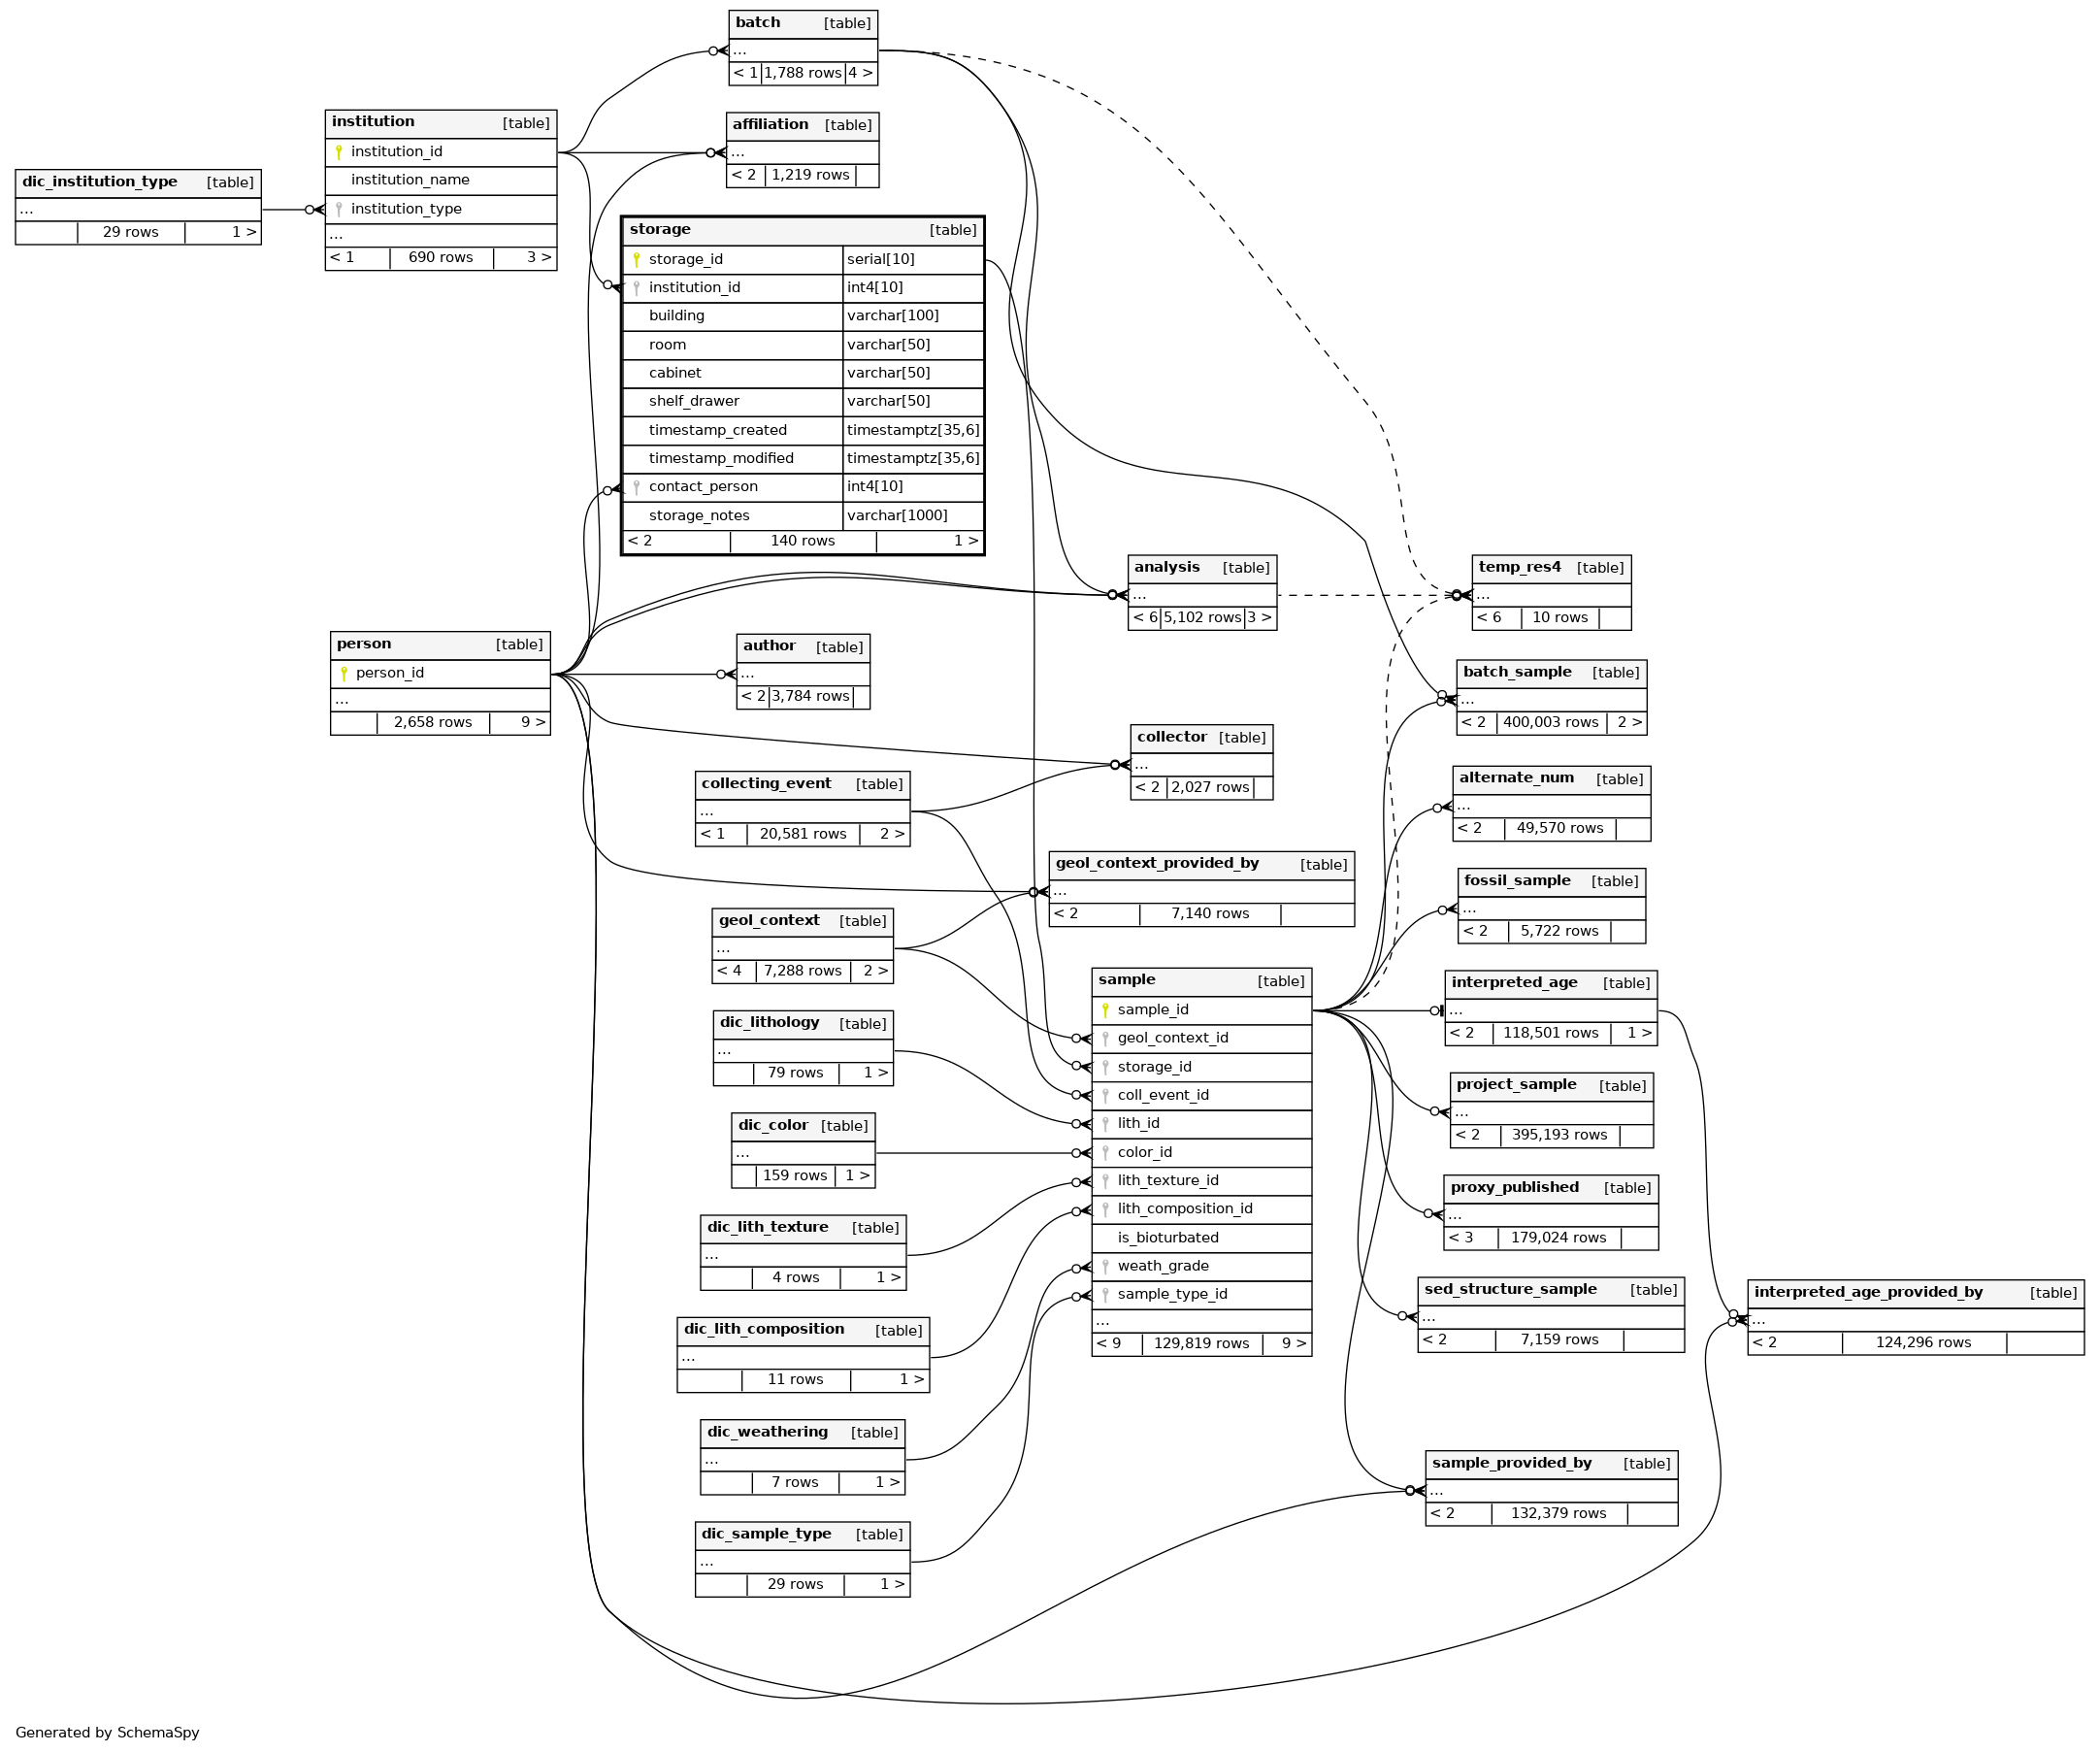 batch [table]
...
< 1 1,788 rows 4 >
institution [table]
institution_id
institution_name
institution_type
...
< 1 690 rows 3 >
affiliation [table]
...
< 2 1,219 rows
dic_institution_type [table]
...
29 rows 1 >
storage [table]
storage_id serial[10]
institution_id int4[10]
building varchar[100]
room varchar[50]
cabinet varchar[50]
shelf_drawer varchar[50]
timestamp_created timestamptz[35,6]
timestamp_modified timestamptz[35,6]
contact_person int4[10]
storage_notes varchar[1000]
< 2 140 rows 1 >
analysis [table]
...
< 6 5,102 rows 3 >
temp_res4 [table]
...
< 6 10 rows
person [table]
person_id
...
2,658 rows 9 >
author [table]
...
< 2 3,784 rows
batch_sample [table]
...
< 2 400,003 rows 2 >
collector [table]
...
< 2 2,027 rows
collecting_event [table]
...
< 1 20,581 rows 2 >
alternate_num [table]
...
< 2 49,570 rows
geol_context_provided_by [table]
...
< 2 7,140 rows
fossil_sample [table]
...
< 2 5,722 rows
geol_context [table]
...
< 4 7,288 rows 2 >
sample [table]
sample_id
geol_context_id
storage_id
coll_event_id
lith_id
color_id
lith_texture_id
lith_composition_id
is_bioturbated
weath_grade
sample_type_id
...
< 9 129,819 rows 9 >
interpreted_age [table]
...
< 2 118,501 rows 1 >
dic_lithology [table]
...
79 rows 1 >
project_sample [table]
...
< 2 395,193 rows
dic_color [table]
...
159 rows 1 >
proxy_published [table]
...
< 3 179,024 rows
dic_lith_texture [table]
...
4 rows 1 >
sed_structure_sample [table]
...
< 2 7,159 rows
interpreted_age_provided_by [table]
...
< 2 124,296 rows
dic_lith_composition [table]
...
11 rows 1 >
dic_weathering [table]
...
7 rows 1 >
sample_provided_by [table]
...
< 2 132,379 rows
dic_sample_type [table]
...
29 rows 1 >
Generated by SchemaSpy